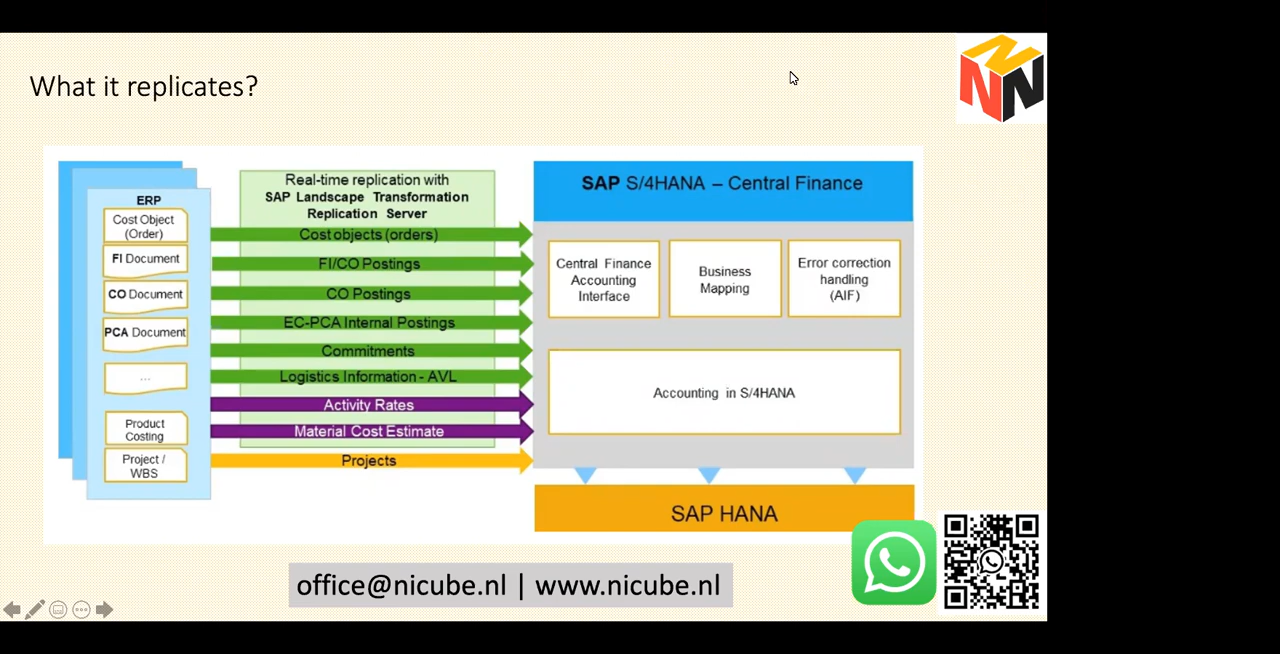 What it replicates?
ERP
Cost Object
(Order)
FI Document
CO Document
PCA Document
...
Product
Costing
Project /
WBS
Real-time replication with
SAP Landscape Transformation
Replication Server
Cost objects (orders)
FI/CO Postings
CO Postings
EC-PCA Internal Postings
Commitments
Logistics Information - AVL
Activity Rates
Material Cost Estimate
Projects
SAP S/4HANA – Central Finance
Central Finance
Accounting
Interface
Business
Mapping
Error correction
handling
(AIF)
Accounting in S/4HANA
SAP HANA
office@nicube.nl | www.nicube.nl
NNN